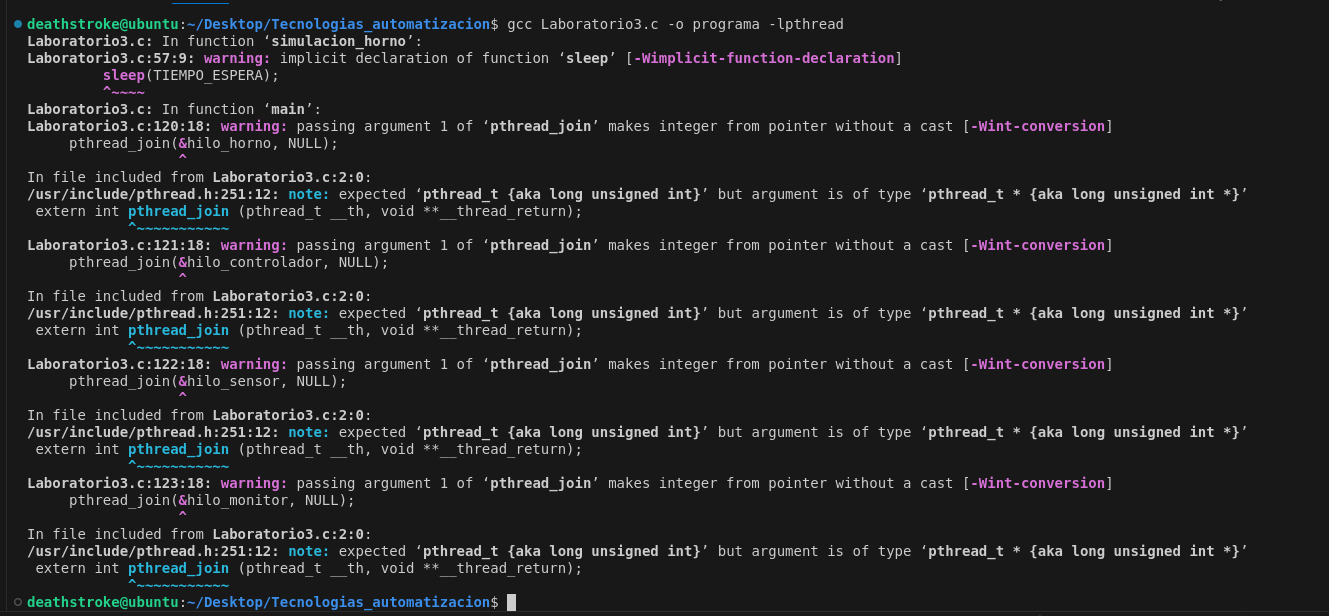 deathstroke@ubuntu:~/Desktop/Tecnologias_automatizacion$ gcc Laboratorio3.c -o programa -lpthread
Laboratorio3.c: In function ‘simulacion_horno’:
Laboratorio3.c:57:9: warning: implicit declaration of function ‘sleep’ [-Wimplicit-function-declaration]
         sleep(TIEMPO_ESPERA);
         ^~~~~
Laboratorio3.c: In function ‘main’:
Laboratorio3.c:120:18: warning: passing argument 1 of ‘pthread_join’ makes integer from pointer without a cast [-Wint-conversion]
     pthread_join(&hilo_horno, NULL);
                  ^
In file included from Laboratorio3.c:2:0:
/usr/include/pthread.h:251:12: note: expected ‘pthread_t {aka long unsigned int}’ but argument is of type ‘pthread_t * {aka long unsigned int *}’
 extern int pthread_join (pthread_t __th, void **__thread_return);
            ^~~~~~~~~~~~
Laboratorio3.c:121:18: warning: passing argument 1 of ‘pthread_join’ makes integer from pointer without a cast [-Wint-conversion]
     pthread_join(&hilo_controlador, NULL);
                  ^
In file included from Laboratorio3.c:2:0:
/usr/include/pthread.h:251:12: note: expected ‘pthread_t {aka long unsigned int}’ but argument is of type ‘pthread_t * {aka long unsigned int *}’
 extern int pthread_join (pthread_t __th, void **__thread_return);
            ^~~~~~~~~~~~
Laboratorio3.c:122:18: warning: passing argument 1 of ‘pthread_join’ makes integer from pointer without a cast [-Wint-conversion]
     pthread_join(&hilo_sensor, NULL);
                  ^
In file included from Laboratorio3.c:2:0:
/usr/include/pthread.h:251:12: note: expected ‘pthread_t {aka long unsigned int}’ but argument is of type ‘pthread_t * {aka long unsigned int *}’
 extern int pthread_join (pthread_t __th, void **__thread_return);
            ^~~~~~~~~~~~
Laboratorio3.c:123:18: warning: passing argument 1 of ‘pthread_join’ makes integer from pointer without a cast [-Wint-conversion]
     pthread_join(&hilo_monitor, NULL);
                  ^
In file included from Laboratorio3.c:2:0:
/usr/include/pthread.h:251:12: note: expected ‘pthread_t {aka long unsigned int}’ but argument is of type ‘pthread_t * {aka long unsigned int *}’
 extern int pthread_join (pthread_t __th, void **__thread_return);
            ^~~~~~~~~~~~
deathstroke@ubuntu:~/Desktop/Tecnologias_automatizacion$